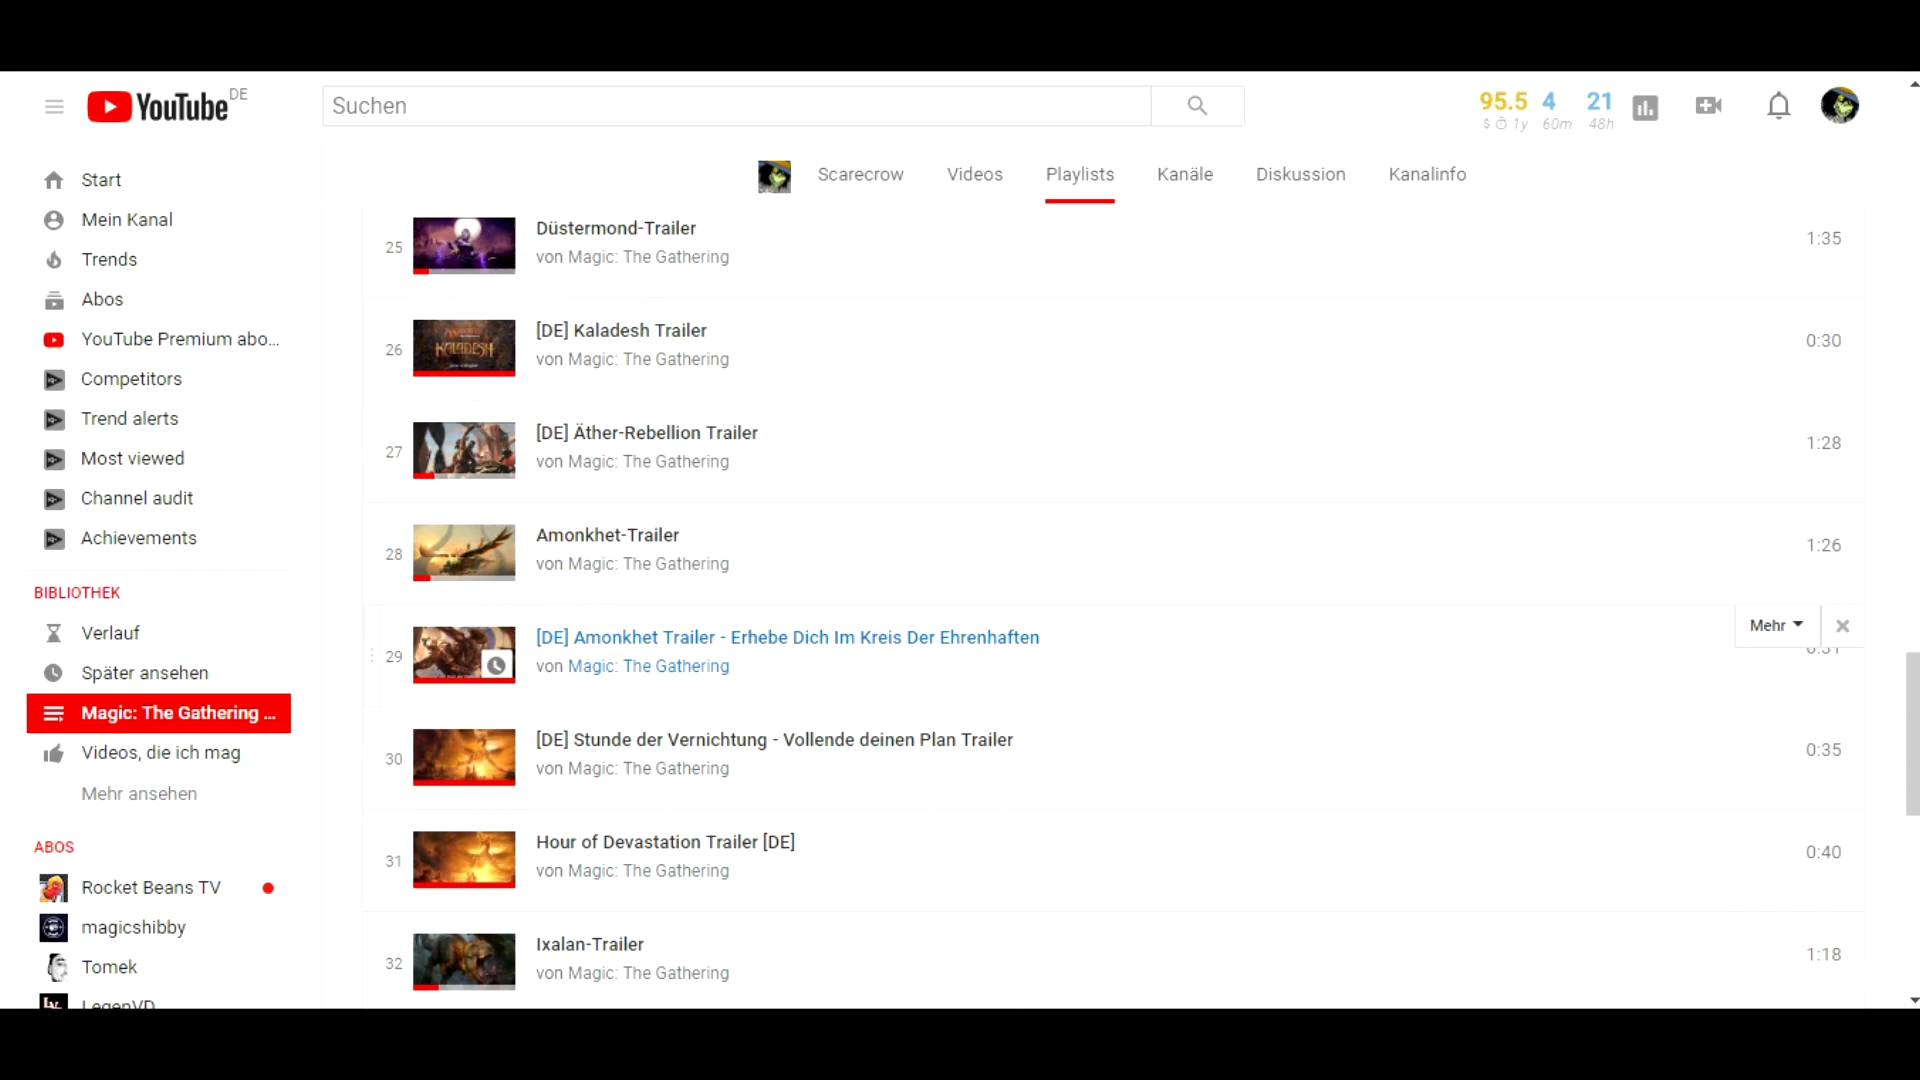 YouTube DE
Suchen
95.5 4 21
$ 1y 60m 48h
Scarecrow Videos Playlists Kanäle Diskussion Kanalinfo
Start
Mein Kanal
Trends
Abos
YouTube Premium abo...
Competitors
Trend alerts
Most viewed
Channel audit
Achievements
BIBLIOTHEK
Verlauf
Später ansehen
Magic: The Gathering ...
Videos, die ich mag
Mehr ansehen
ABOS
Rocket Beans TV
magicshibby
Tomek
LegenVD
25
Düstermond-Trailer
von Magic: The Gathering
1:35
26
KALADESH
[DE] Kaladesh Trailer
von Magic: The Gathering
0:30
27
[DE] Äther-Rebellion Trailer
von Magic: The Gathering
1:28
28
Amonkhet-Trailer
von Magic: The Gathering
1:26
29
[DE] Amonkhet Trailer - Erhebe Dich Im Kreis Der Ehrenhaften
von Magic: The Gathering
Mehr
0:31
30
[DE] Stunde der Vernichtung - Vollende deinen Plan Trailer
von Magic: The Gathering
0:35
31
Hour of Devastation Trailer [DE]
von Magic: The Gathering
0:40
32
Ixalan-Trailer
von Magic: The Gathering
1:18